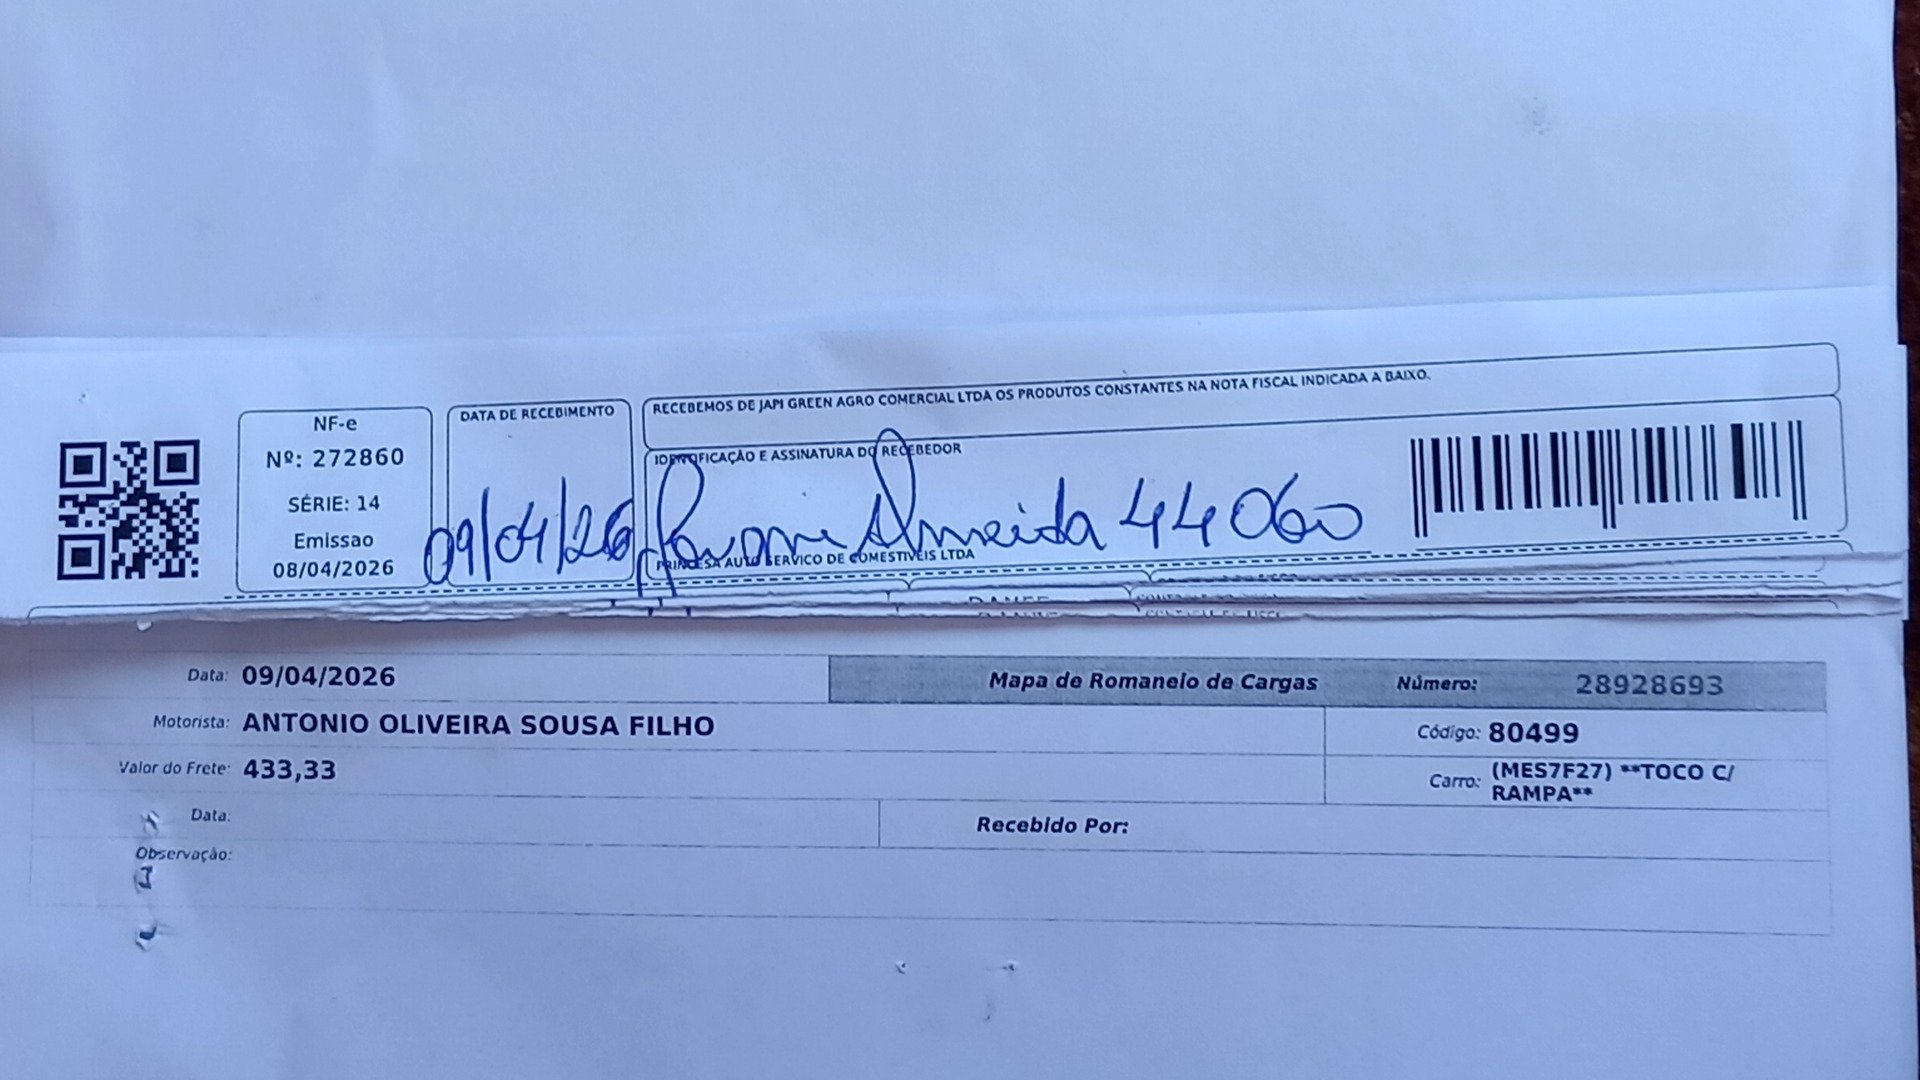 RECEBEMOS DE JAPI GREEN AGRO COMERCIAL LTDA OS PRODUTOS CONSTANTES NA NOTA FISCAL INDICADA A BAIXO.
NF-e
Nº: 272860
SÉRIE: 14
Emissao
08/04/2026
DATA DE RECEBIMENTO
09/04/26
IDENTIFICAÇÃO E ASSINATURA DO RECEBEDOR
Almeida 44060
PRINCESA AUTO SERVICO DE COMESTIVEIS LTDA
DANFE
Data: 09/04/2026
Mapa de Romaneio de Cargas
Número: 28928693
Motorista: ANTONIO OLIVEIRA SOUSA FILHO
Código: 80499
Valor do Frete: 433,33
Carro: (MES7F27) **TOCO C/
RAMPA**
Data:
Recebido Por:
Observação: